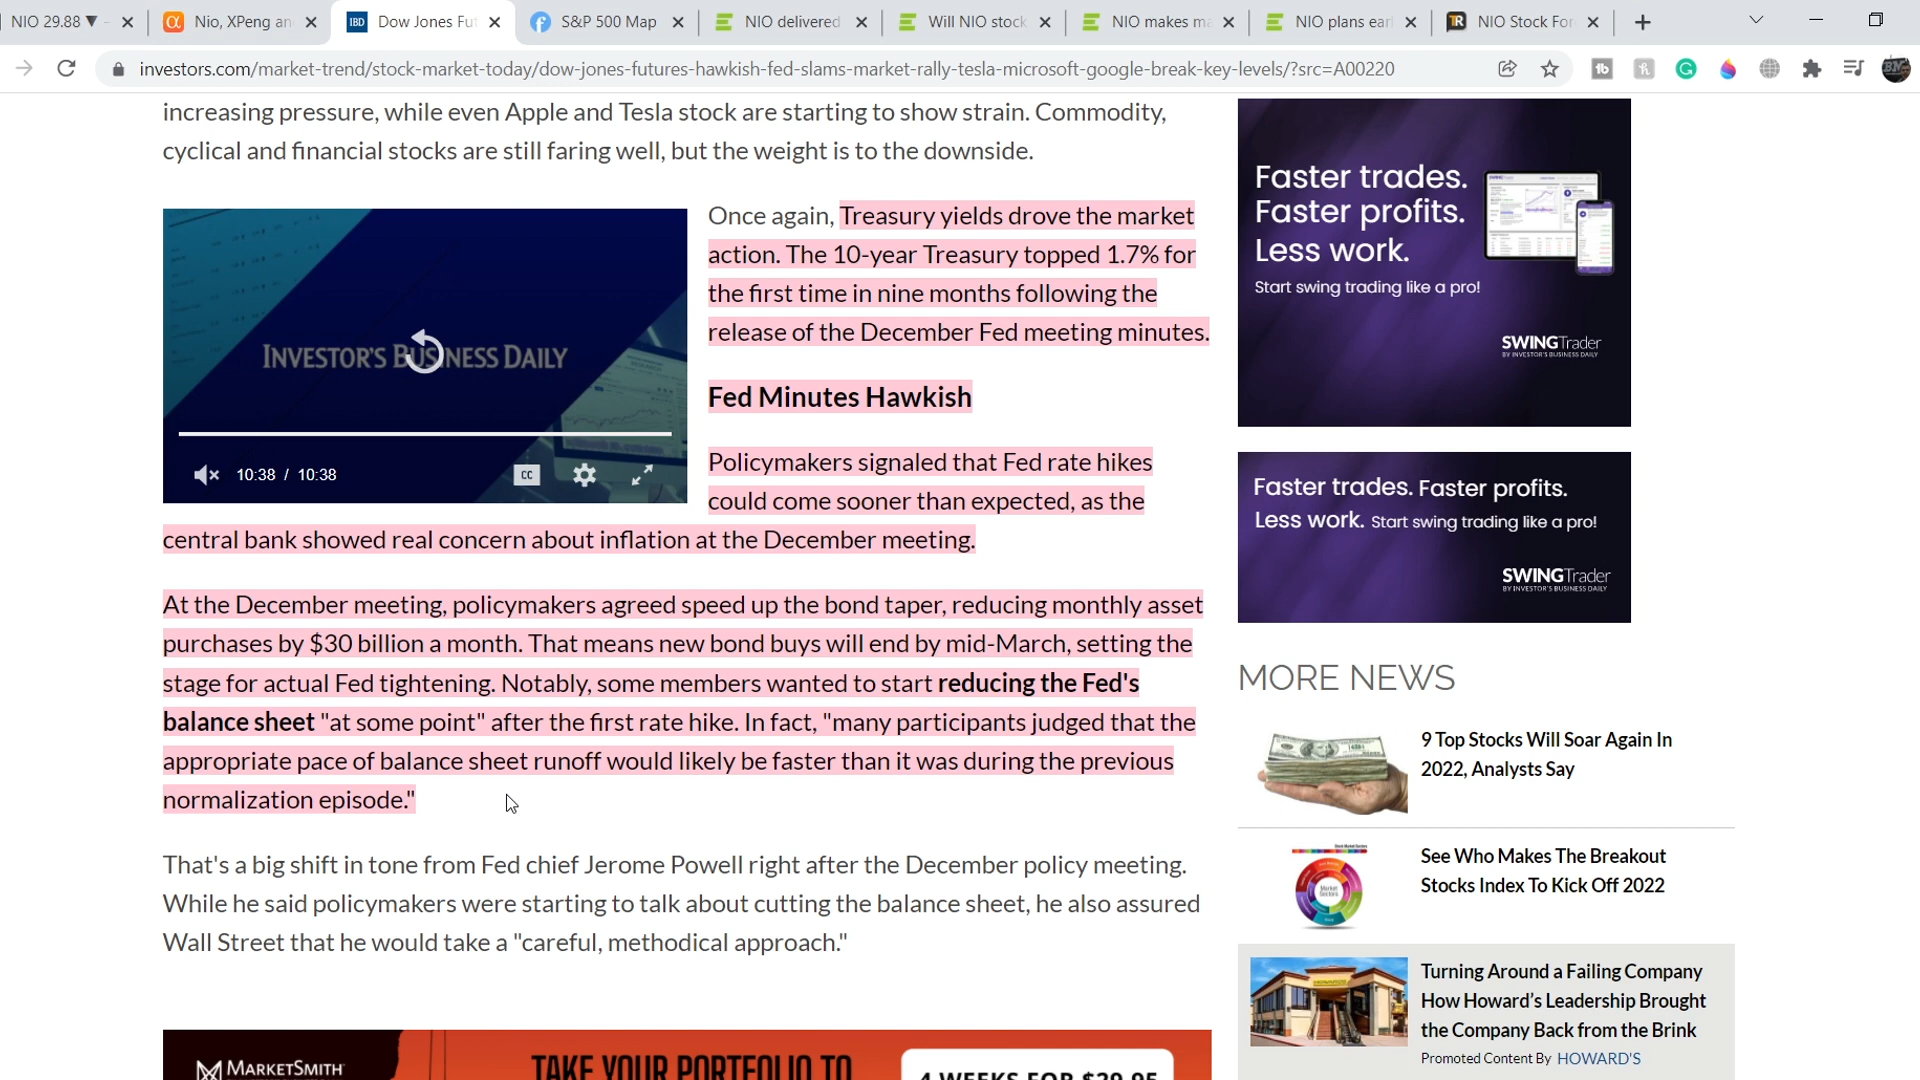 NIO 29.88 ▼
Nio, XPeng an
IBD
Dow Jones Fut
S&P 500 Map
NIO delivered
Will NIO stock
NIO makes ma
NIO plans earl
TR
NIO Stock For
investors.com/market-trend/stock-market-today/dow-jones-futures-hawkish-fed-slams-market-rally-tesla-microsoft-google-break-key-levels/?src=A00220
increasing pressure, while even Apple and Tesla stock are starting to show strain. Commodity,
cyclical and financial stocks are still faring well, but the weight is to the downside.
INVESTOR'S BUSINESS DAILY
10:38 / 10:38
CC
Once again, Treasury yields drove the market
action. The 10-year Treasury topped 1.7% for
the first time in nine months following the
release of the December Fed meeting minutes.
Fed Minutes Hawkish
Policymakers signaled that Fed rate hikes
could come sooner than expected, as the
central bank showed real concern about inflation at the December meeting.
At the December meeting, policymakers agreed speed up the bond taper, reducing monthly asset
purchases by $30 billion a month. That means new bond buys will end by mid-March, setting the
stage for actual Fed tightening. Notably, some members wanted to start reducing the Fed's
balance sheet "at some point" after the first rate hike. In fact, "many participants judged that the
appropriate pace of balance sheet runoff would likely be faster than it was during the previous
normalization episode."
That's a big shift in tone from Fed chief Jerome Powell right after the December policy meeting.
While he said policymakers were starting to talk about cutting the balance sheet, he also assured
Wall Street that he would take a "careful, methodical approach."
MARKETSMITH
TAKE YOUR PORTFOLIO TO
4 WEEKS FOR $29.95
Faster trades.
Faster profits.
Less work.
Start swing trading like a pro!
SWINGTrader
BY INVESTOR'S BUSINESS DAILY
Faster trades. Faster profits.
Less work. Start swing trading like a pro!
SWINGTrader
BY INVESTOR'S BUSINESS DAILY
MORE NEWS
9 Top Stocks Will Soar Again In
2022, Analysts Say
See Who Makes The Breakout
Stocks Index To Kick Off 2022
Market
Turning Around a Failing Company
How Howard's Leadership Brought
the Company Back from the Brink
Promoted Content By HOWARD'S